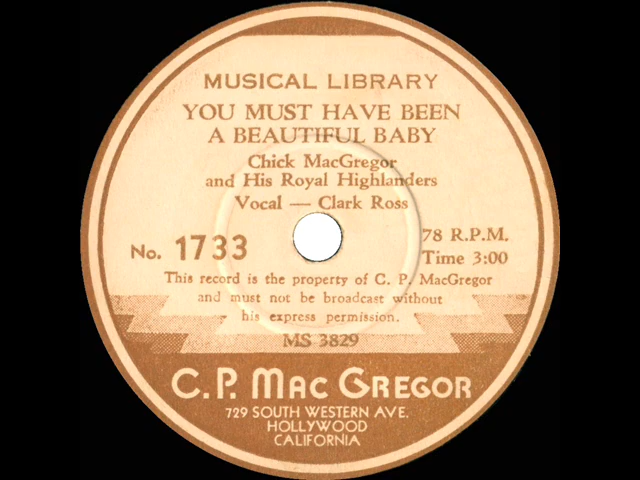 MUSICAL LIBRARY
YOU MUST HAVE BEEN
A BEAUTIFUL BABY
Chick MacGregor
and His Royal Highlanders
Vocal — Clark Ross
No. 1733
78 R.P.M.
Time 3:00
This record is the property of C. P. MacGregor
and must not be broadcast without
his express permission.
MS 3829
C.P. MAC GREGOR
729 SOUTH WESTERN AVE.
HOLLYWOOD
CALIFORNIA